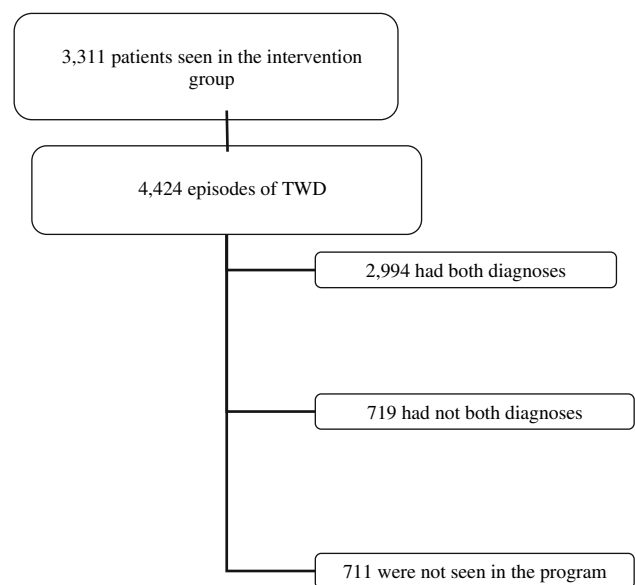 3,311 patients seen in the intervention
group
4,424 episodes of TWD
2,994 had both diagnoses
719 had not both diagnoses
711 were not seen in the program